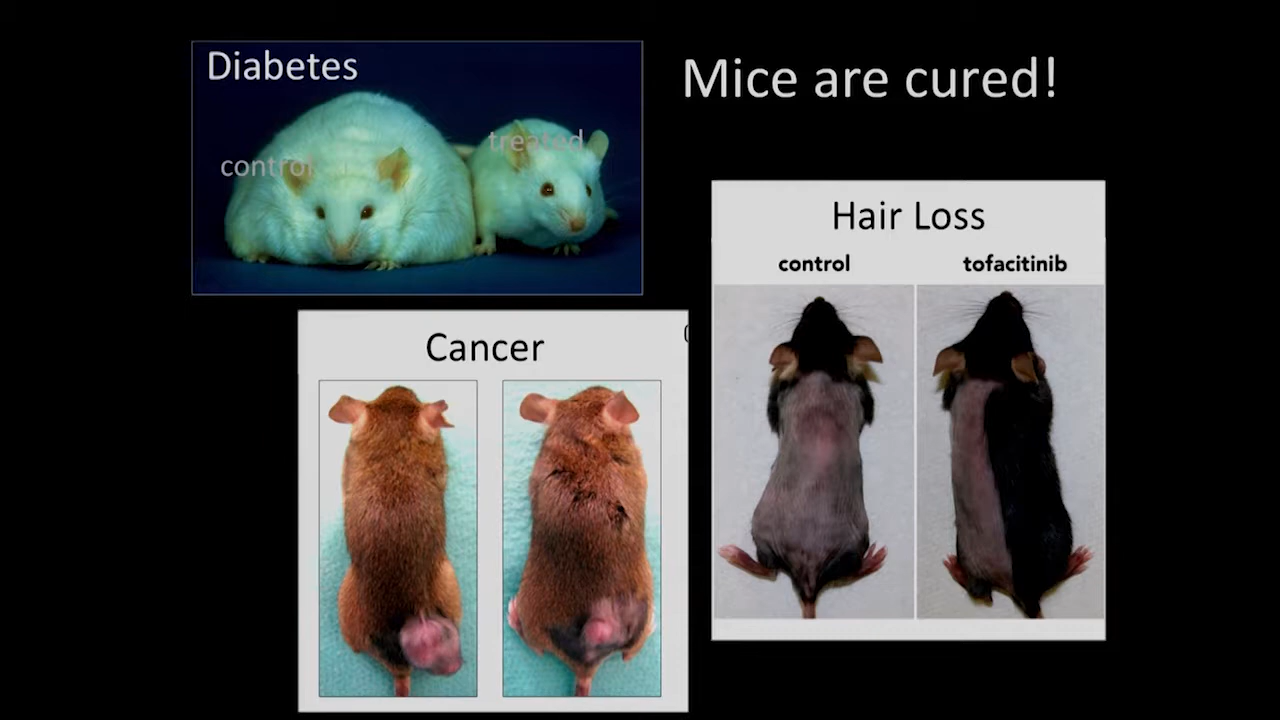 Diabetes
Mice are cured!
treated
control
Hair Loss
control
tofacitinib
Cancer